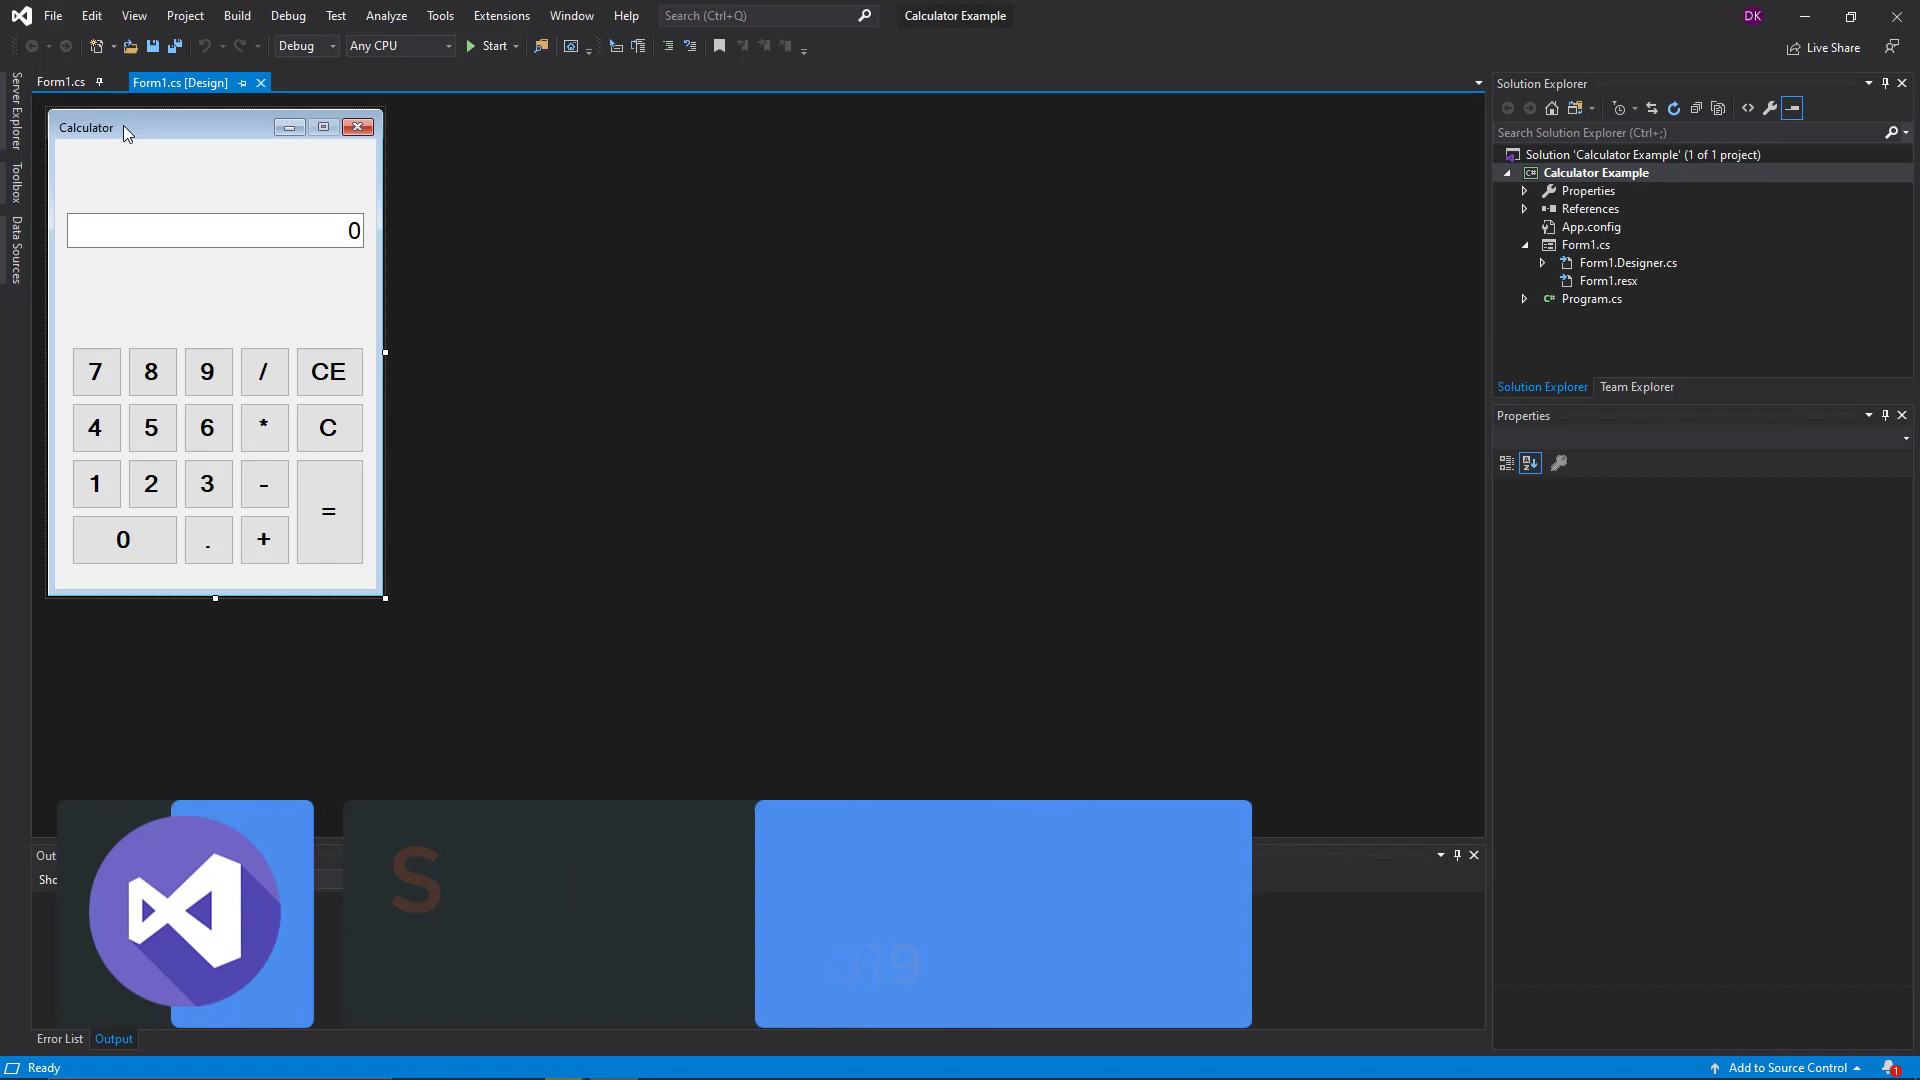 File Edit View Project Build Debug Test Analyze Tools Extensions Window Help Search (Ctrl+Q) Calculator Example DK
Debug Any CPU Start Live Share
Form1.cs Form1.cs [Design]
Server Explorer
Toolbox
Data Sources
Calculator
0
7 8 9 / CE
4 5 6 * C
1 2 3 - =
0 . +
Solution Explorer
Search Solution Explorer (Ctrl+;)
Solution 'Calculator Example' (1 of 1 project)
C# Calculator Example
Properties
References
App.config
Form1.cs
Form1.Designer.cs
Form1.resx
C# Program.cs
Solution Explorer Team Explorer
Properties
Out
Sho
S
19
Error List Output
Ready Add to Source Control 1